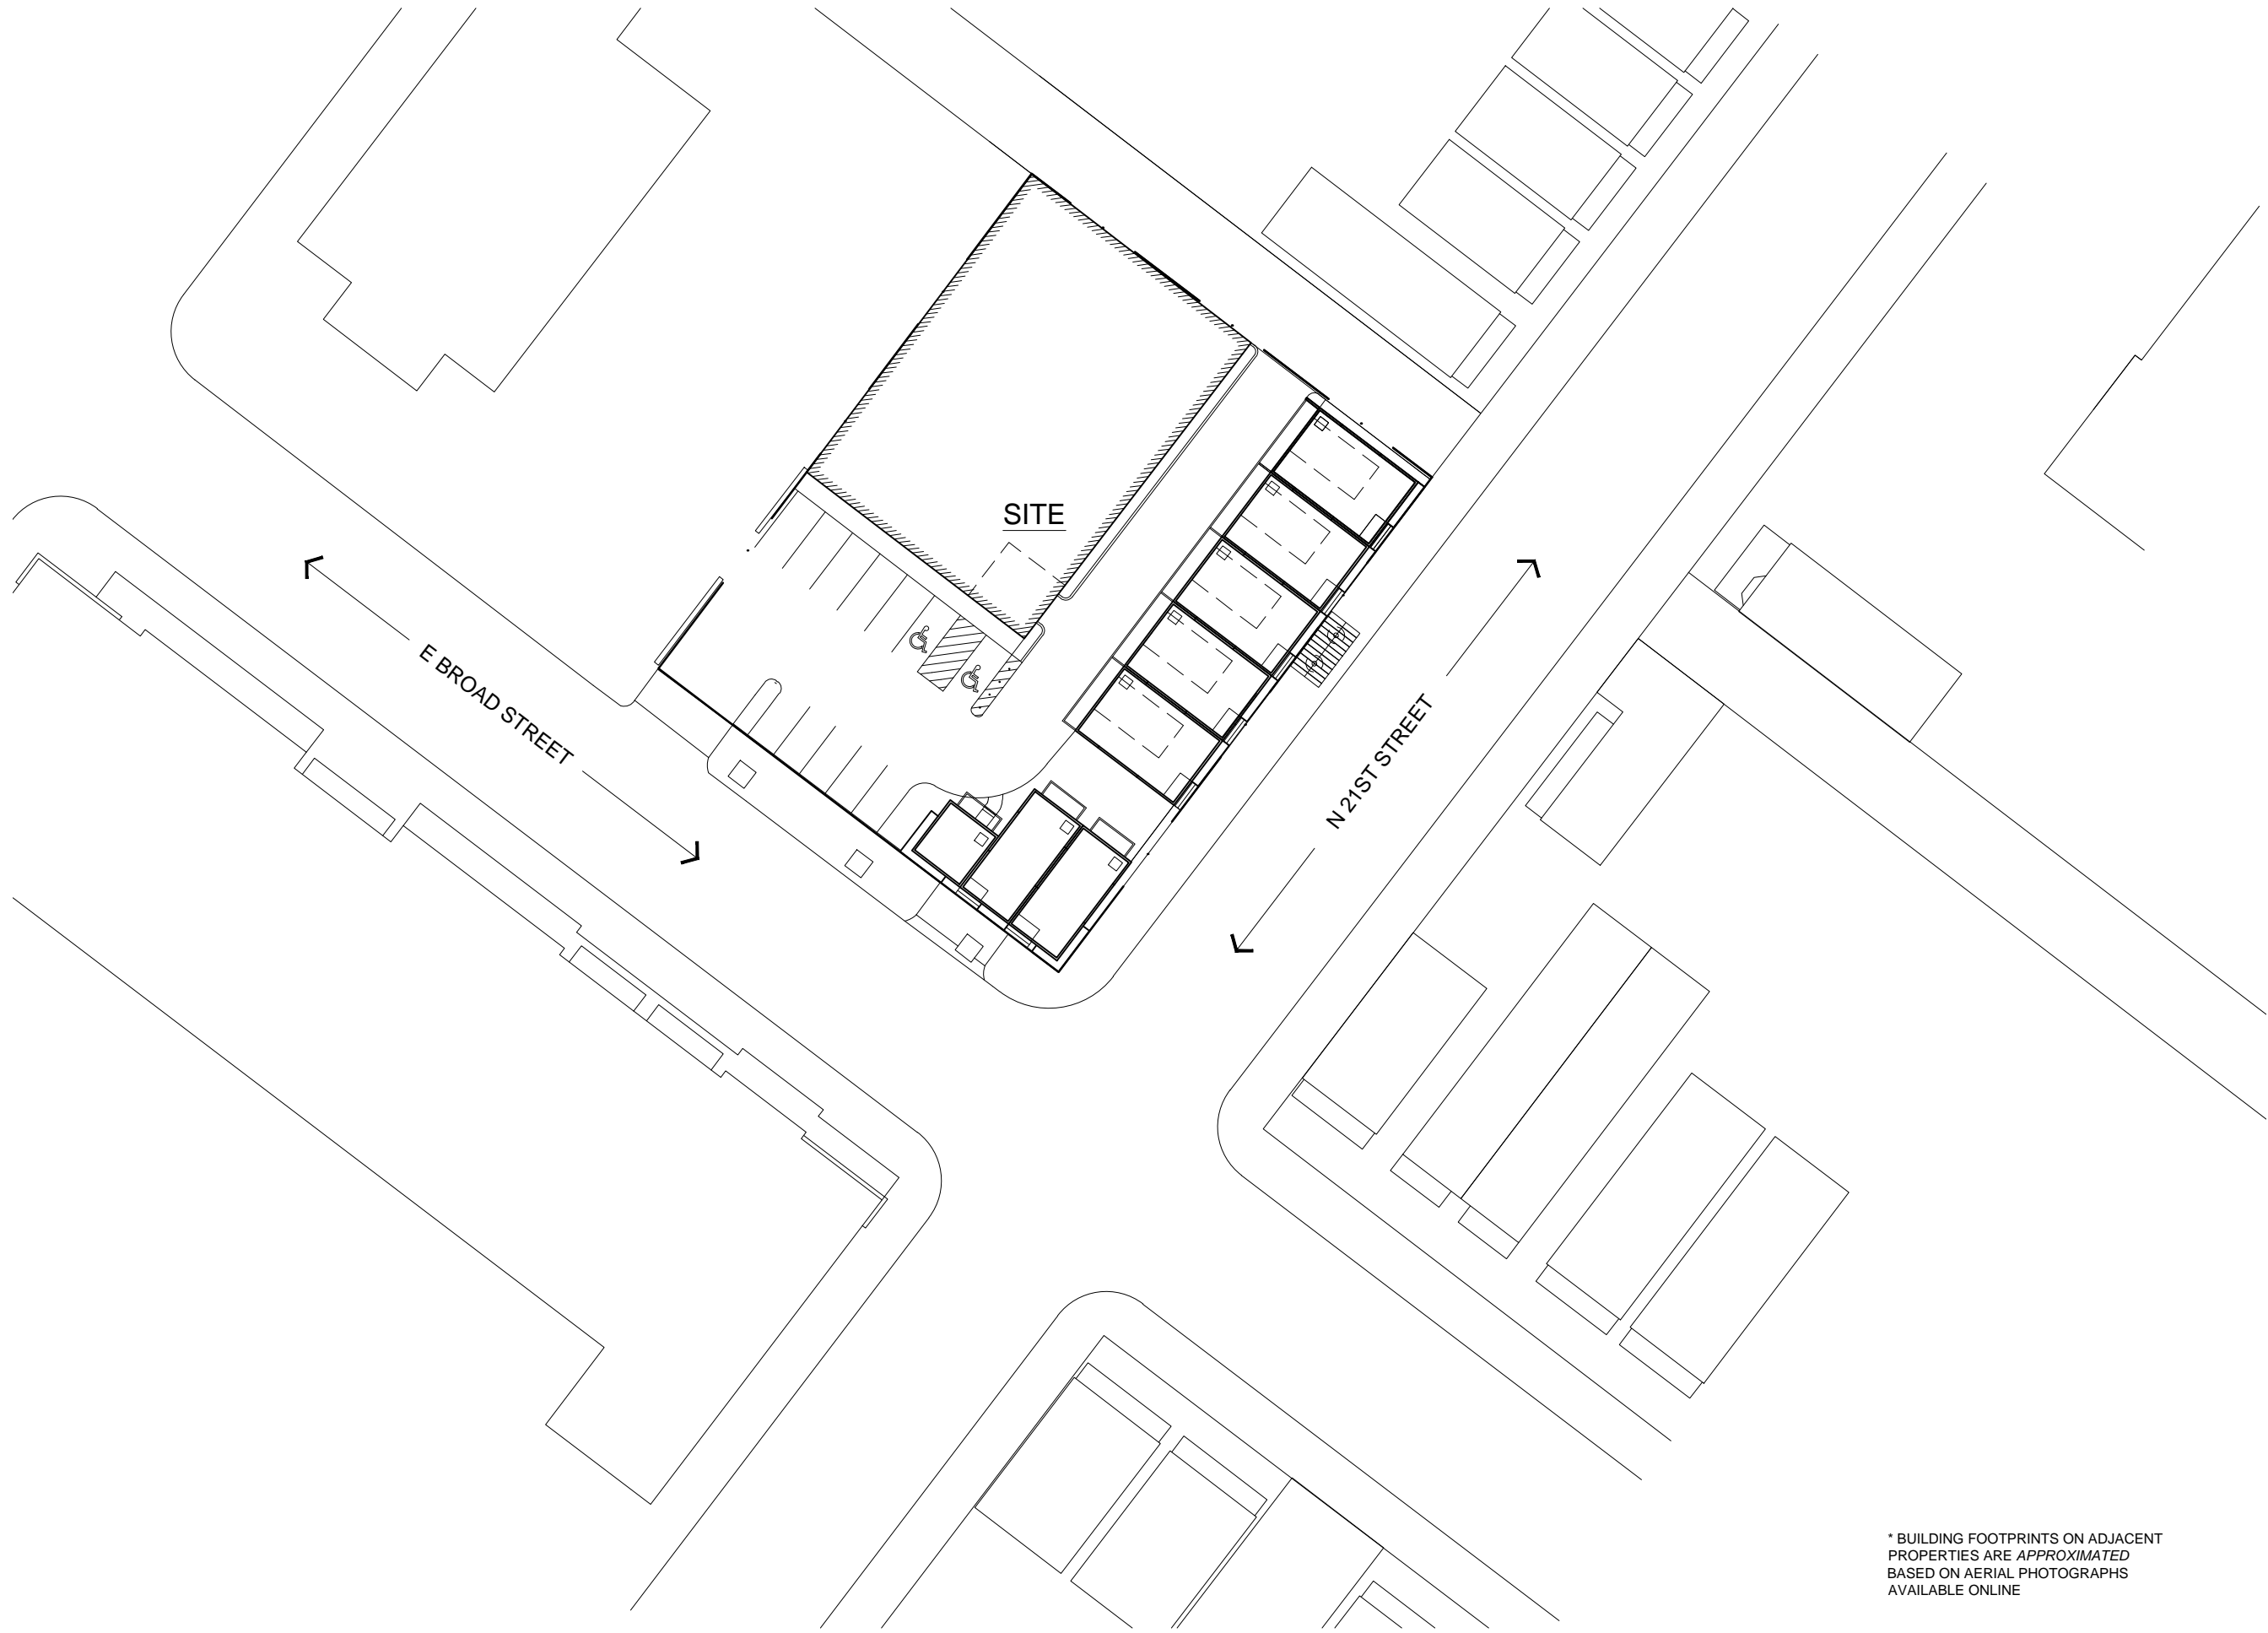 SITE
E BROAD STREET
N 21ST STREET
* BUILDING FOOTPRINTS ON ADJACENT
PROPERTIES ARE APPROXIMATED
BASED ON AERIAL PHOTOGRAPHS
AVAILABLE ONLINE